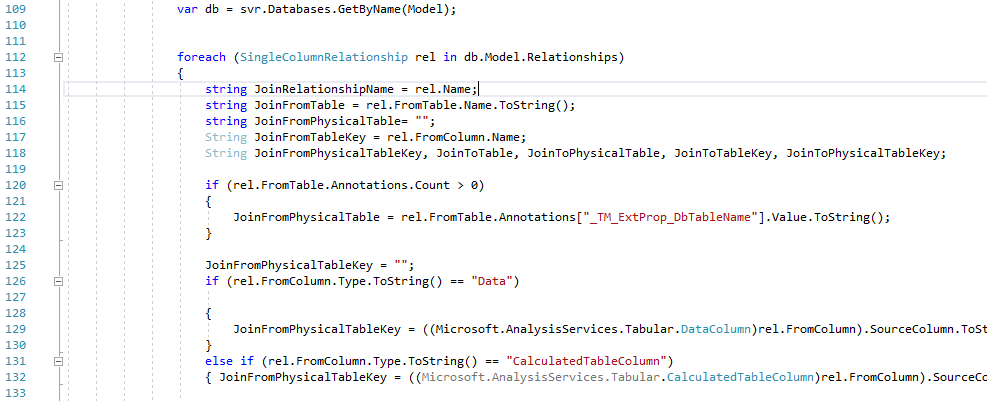 109 var db = svr.Databases.GetByName(Model);
110
111
112 foreach (SingleColumnRelationship rel in db.Model.Relationships)
113 {
114 string JoinRelationshipName = rel.Name;
115 string JoinFromTable = rel.FromTable.Name.ToString();
116 string JoinFromPhysicalTable= "";
117 String JoinFromTableKey = rel.FromColumn.Name;
118 String JoinFromPhysicalTableKey, JoinToTable, JoinToPhysicalTable, JoinToTableKey, JoinToPhysicalTableKey;
119
120 if (rel.FromTable.Annotations.Count > 0)
121 {
122 JoinFromPhysicalTable = rel.FromTable.Annotations["_TM_ExtProp_DbTableName"].Value.ToString();
123 }
124
125 JoinFromPhysicalTableKey = "";
126 if (rel.FromColumn.Type.ToString() == "Data")
127
128 {
129 JoinFromPhysicalTableKey = ((Microsoft.AnalysisServices.Tabular.DataColumn)rel.FromColumn).SourceColumn.ToSt
130 }
131 else if (rel.FromColumn.Type.ToString() == "CalculatedTableColumn")
132 { JoinFromPhysicalTableKey = ((Microsoft.AnalysisServices.Tabular.CalculatedTableColumn)rel.FromColumn).SourceCo
133